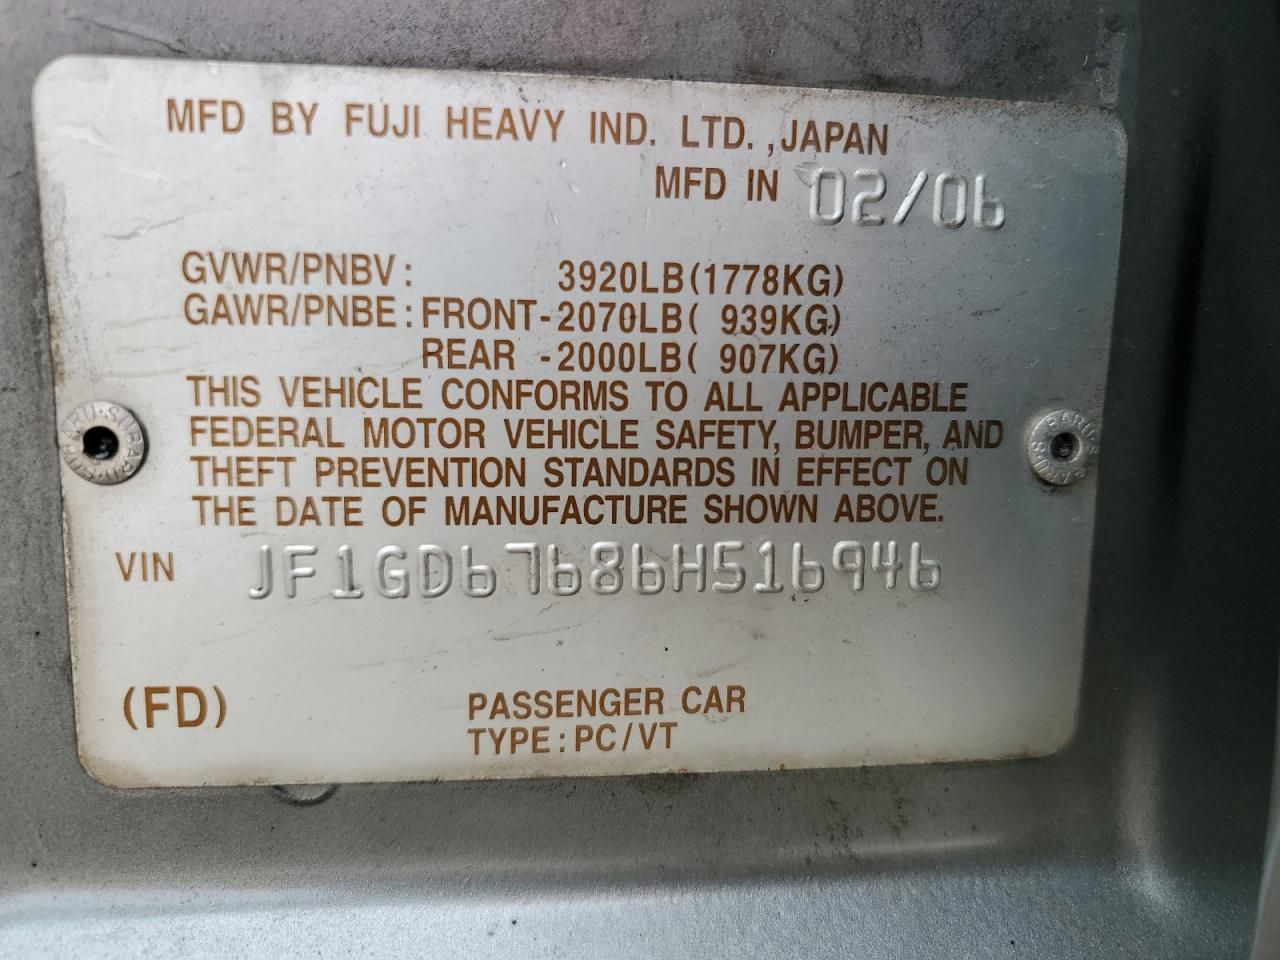 MFD BY FUJI HEAVY IND. LTD. ,JAPAN
MFD IN 02/06
GVWR/PNBV: 3920LB(1778KG)
GAWR/PNBE: FRONT-2070LB( 939KG)
REAR -2000LB( 907KG)
THIS VEHICLE CONFORMS TO ALL APPLICABLE
FEDERAL MOTOR VEHICLE SAFETY, BUMPER, AND
THEFT PREVENTION STANDARDS IN EFFECT ON
THE DATE OF MANUFACTURE SHOWN ABOVE.
VIN JF1GD67686H516946
(FD) PASSENGER CAR
TYPE: PC/VT